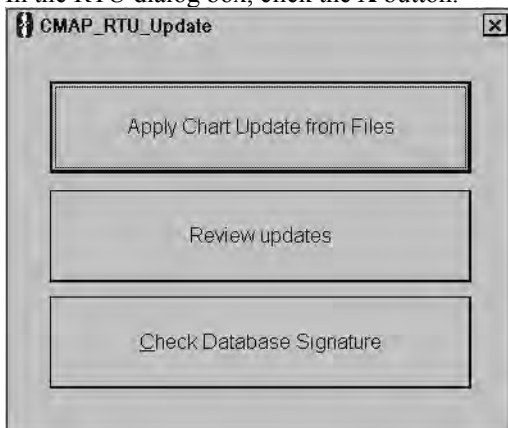 In the RTU dialog box, click the X button.
CMAP_RTU_Update
Apply Chart Update from Files
Review updates
Check Database Signature